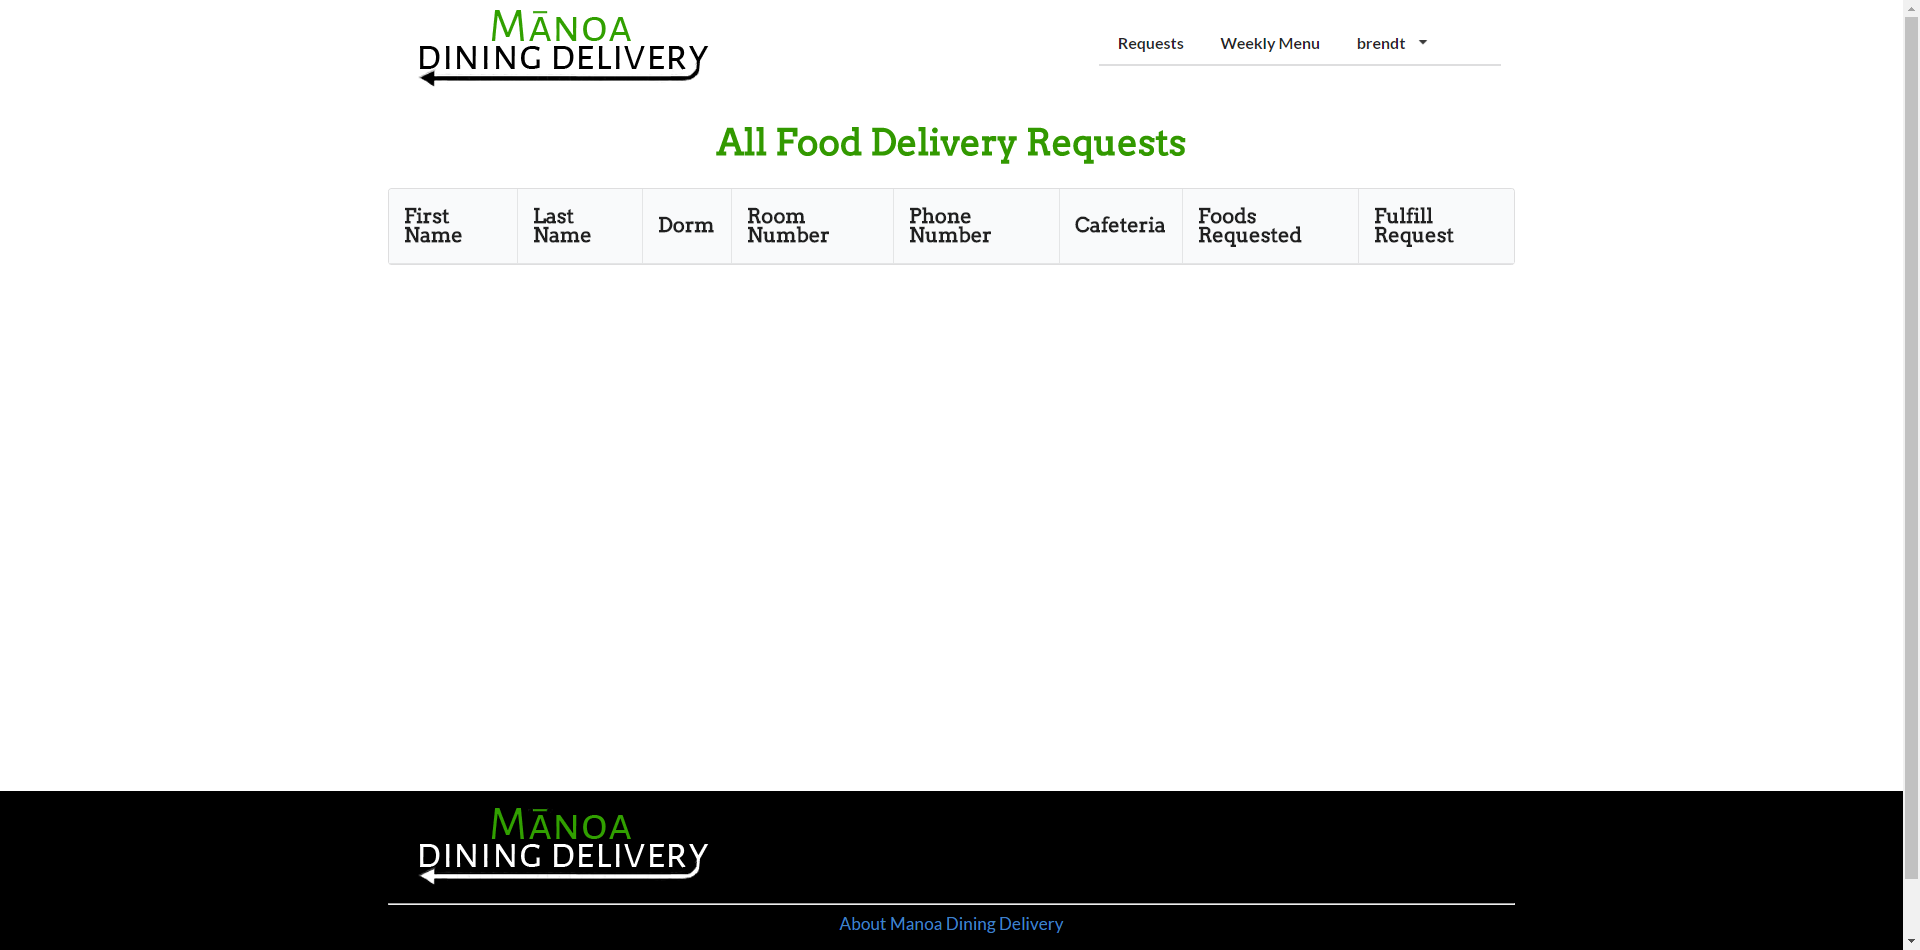 MĀNOA
DINING DELIVERY
Requests Weekly Menu brendt
All Food Delivery Requests
First Name Last Name Dorm Room Number Phone Number Cafeteria Foods Requested Fulfill Request
MĀNOA
DINING DELIVERY
About Manoa Dining Delivery